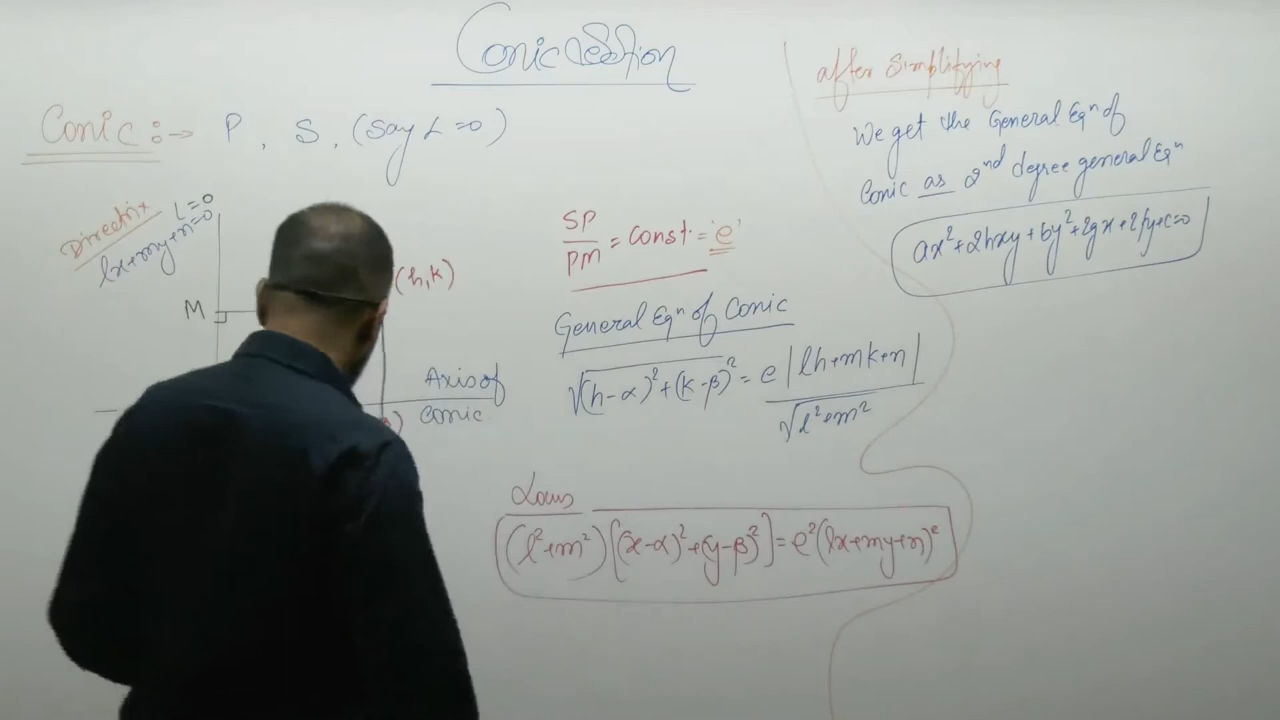 Conic Section
Conic :→ P, S, (Say L=0)
Directrix L=0
lx+my+n=0
M
(h,k)
Axis of
Conic
SP/PM = Const. = 'e'
General Eqⁿ of Conic
√(h-α)²+(k-β)² = e|lh+mk+n|/√l²+m²
Locus
(l²+m²)[(x-α)²+(y-β)²] = e²(lx+my+n)²
after Simplifying
We get the General Eqⁿ of
Conic as 2nd degree general Eqⁿ
ax²+2hxy+by²+2gx+2fy+c=0